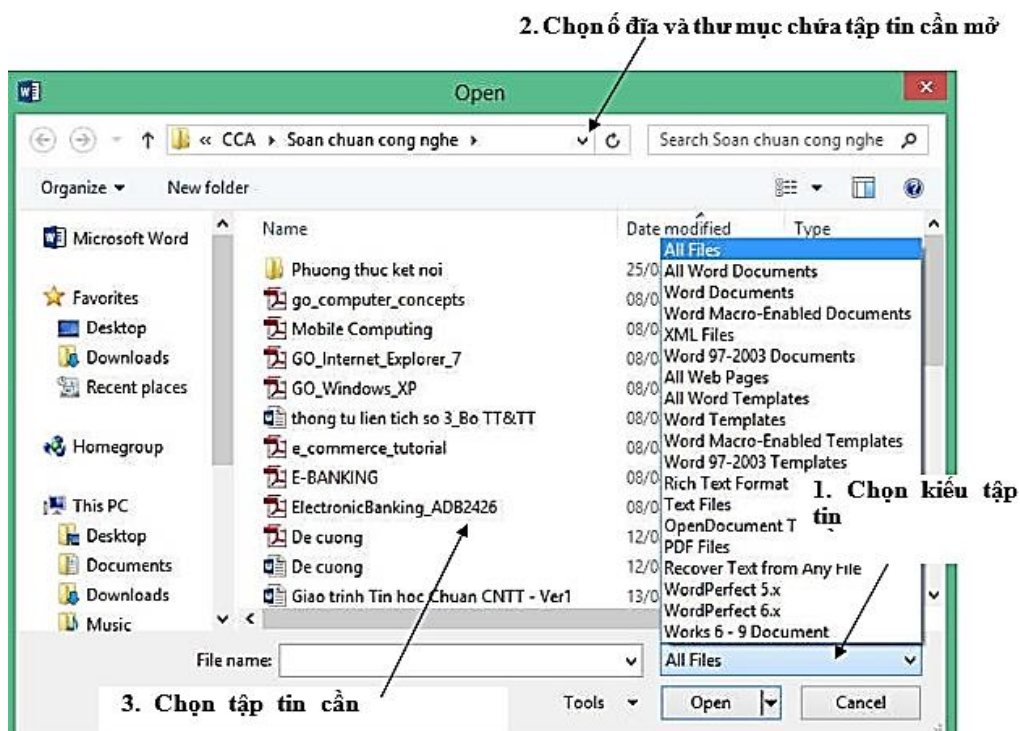 2. Chọn ổ đĩa và thư mục chứa tập tin cần mở
Open
« CCA ▸ Soan chuan cong nghe ▸
Search Soan chuan cong nghe
Organize
New folder
Microsoft Word
Favorites
Desktop
Downloads
Recent places
Homegroup
This PC
Desktop
Documents
Downloads
Music
Name
Date modified
Type
Phuong thuc ket noi
25/0
go_computer_concepts
08/0
Mobile Computing
08/0
GO_Internet_Explorer_7
08/0
GO_Windows_XP
08/0
thong tu lien tich so 3_Bo TT&TT
08/0
e_commerce_tutorial
08/0
E-BANKING
08/0
ElectronicBanking_ADB2426
08/0
De cuong
12/0
De cuong
12/0
Giao trinh Tin hoc Chuan CNTT - Ver1
13/0
All Files
All Word Documents
Word Documents
Word Macro-Enabled Documents
XML Files
Word 97-2003 Documents
All Web Pages
All Word Templates
Word Templates
Word Macro-Enabled Templates
Word 97-2003 Templates
Rich Text Format
Text Files
OpenDocument T
PDF Files
Recover Text from Any File
WordPerfect 5.x
WordPerfect 6.x
Works 6 - 9 Document
1. Chọn kiểu tập
tin
File name:
All Files
3. Chọn tập tin cần
Tools
Open
Cancel